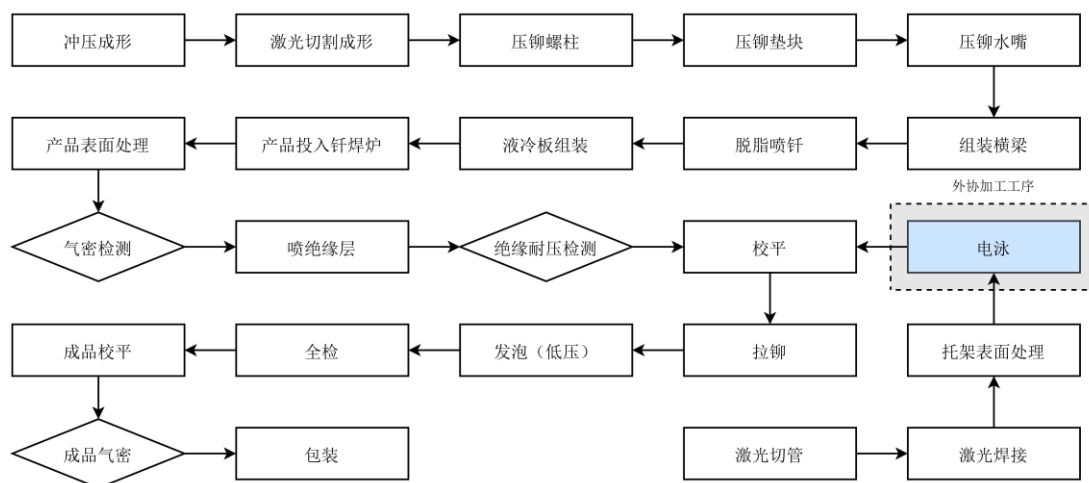 冲压成形
激光切割成形
压铆螺柱
压铆垫块
压铆水嘴
产品表面处理
产品投入钎焊炉
液冷板组装
脱脂喷钎
组装横梁
外协加工工序
气密检测
喷绝缘层
绝缘耐压检测
校平
电泳
成品校平
全检
发泡（低压）
拉铆
托架表面处理
成品气密
包装
激光切管
激光焊接